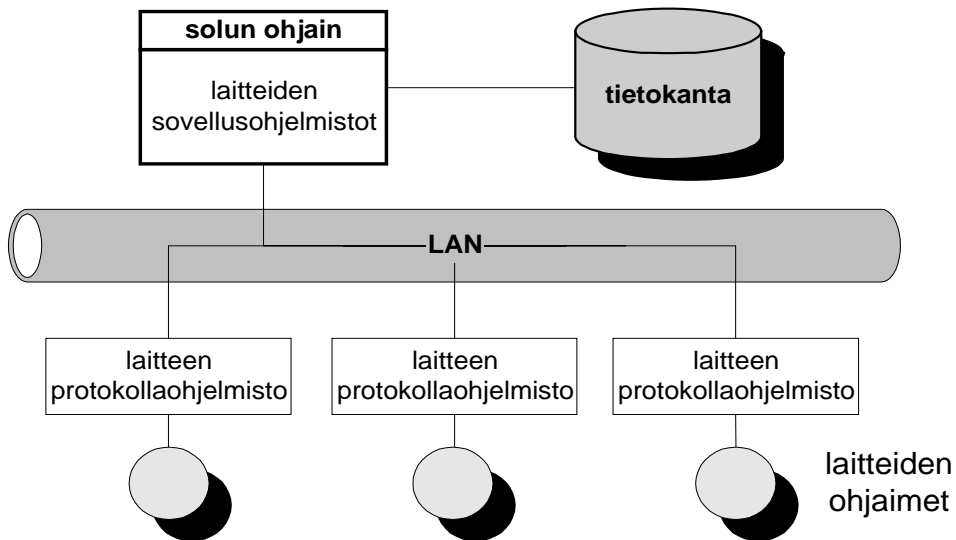 solun ohjain
laitteiden
sovellusohjelmistot
tietokanta
LAN
laitteen
protokollaohjelmisto
laitteen
protokollaohjelmisto
laitteen
protokollaohjelmisto
laitteiden
ohjaimet